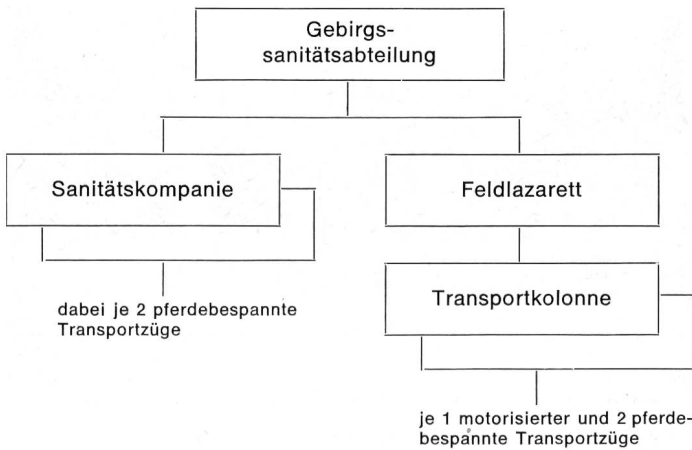 Gebirgs-
sanitätsabteilung
Sanitätskompanie
Feldlazarett
dabei je 2 pferdebespannte
Transportzüge
Transportkolonne
je 1 motorisierter und 2 pferde-
bespannte Transportzüge